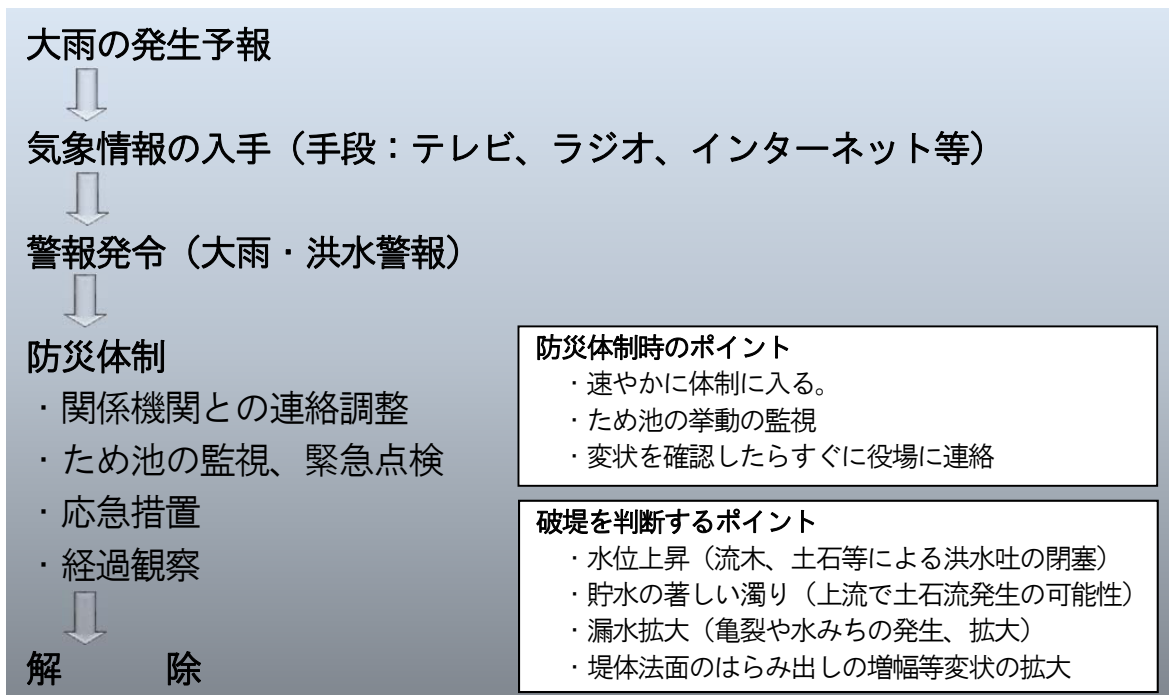 大雨の発生予報
気象情報の入手（手段：テレビ、ラジオ、インターネット等）
警報発令（大雨・洪水警報）
防災体制
・関係機関との連絡調整
・ため池の監視、緊急点検
・応急措置
・経過観察
解　　　除
防災体制時のポイント
・速やかに体制に入る。
・ため池の挙動の監視
・変状を確認したらすぐに役場に連絡
破堤を判断するポイント
・水位上昇（流木、土石等による洪水吐の閉塞）
・貯水の著しい濁り（上流で土石流発生の可能性）
・漏水拡大（亀裂や水みちの発生、拡大）
・堤体法面のはらみ出しの増幅等変状の拡大